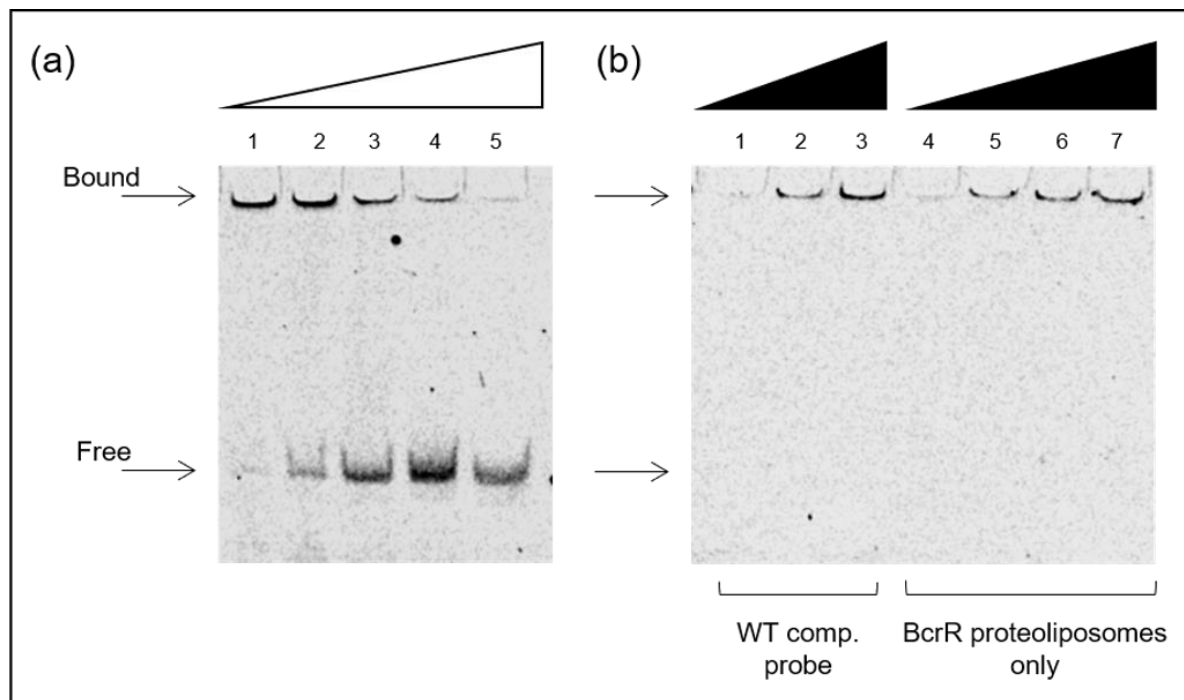 (a)
(b)
1 2 3 4 5
1 2 3 4 5 6 7
Bound
Free
WT comp.
probe
BcrR proteoliposomes
only